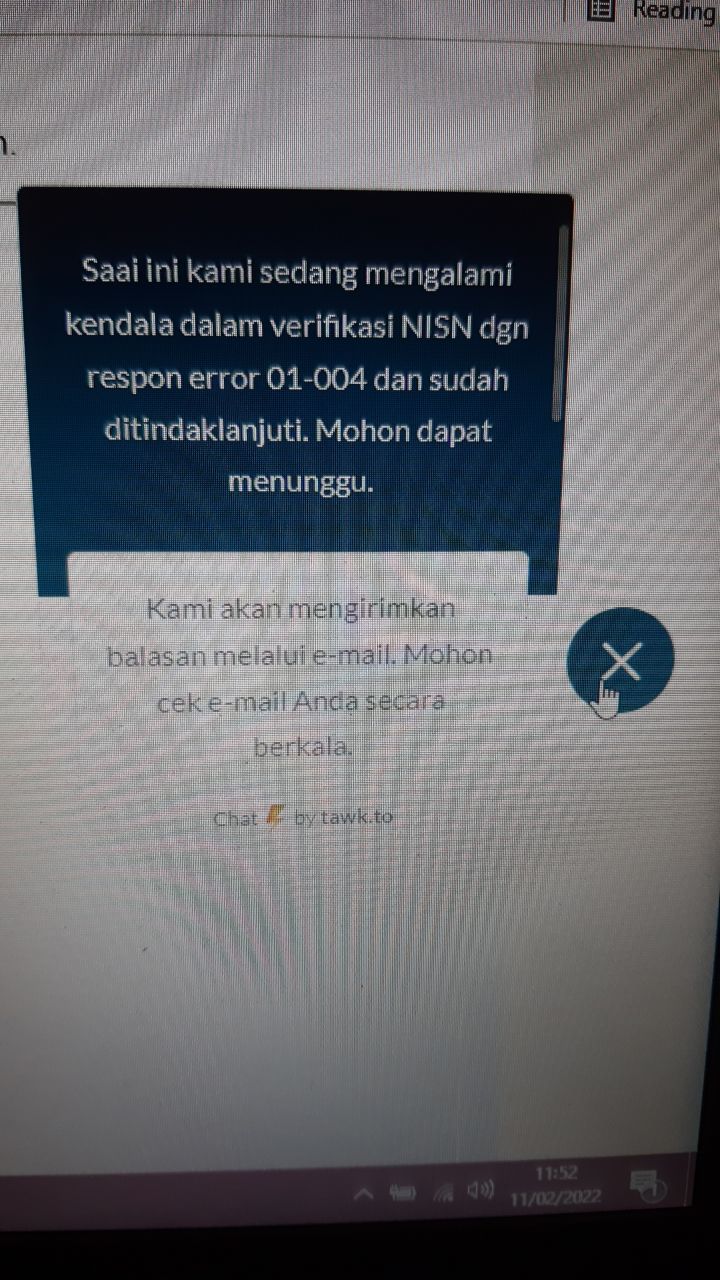 Reading
n.
Saai ini kami sedang mengalami
kendala dalam verifikasi NISN dgn
respon error 01-004 dan sudah
ditindaklanjuti. Mohon dapat
menunggu.
Kami akan mengirimkan
balasan melalui e-mail. Mohon
cek e-mail Anda secara
berkala.
Chat by tawk.to
11:52
11/02/2022
1